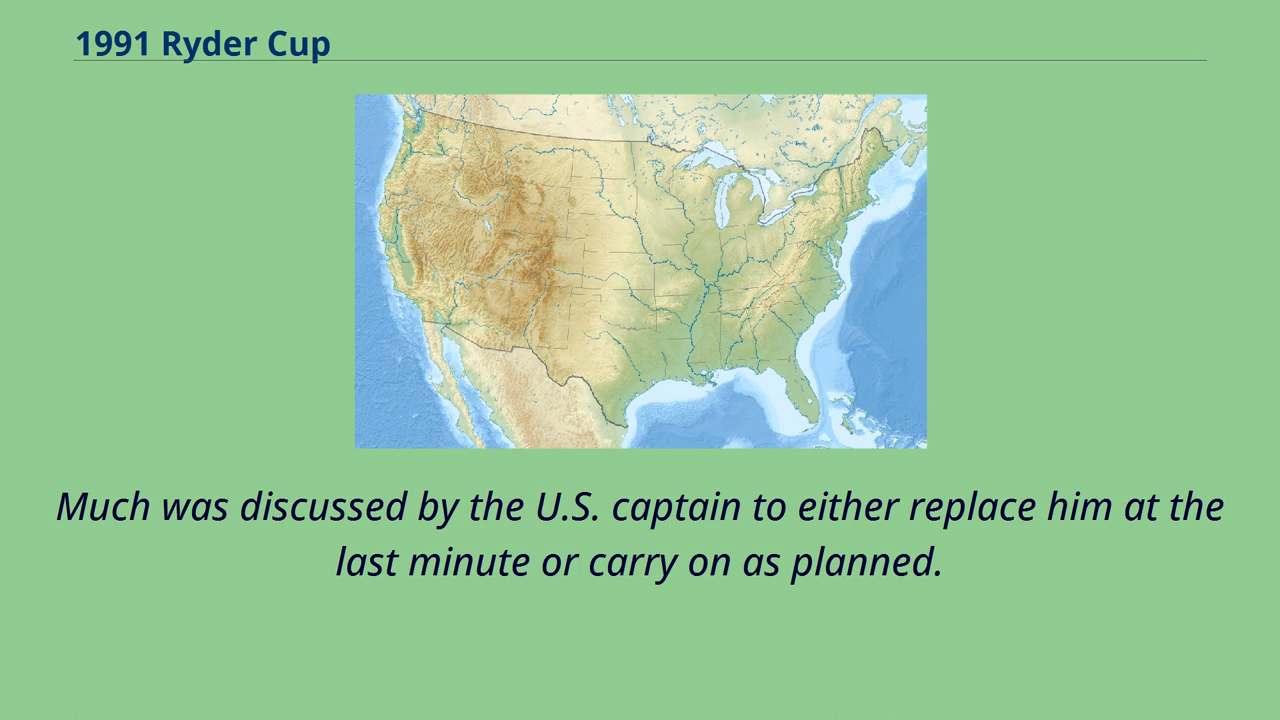 1991 Ryder Cup
Much was discussed by the U.S. captain to either replace him at the
last minute or carry on as planned.